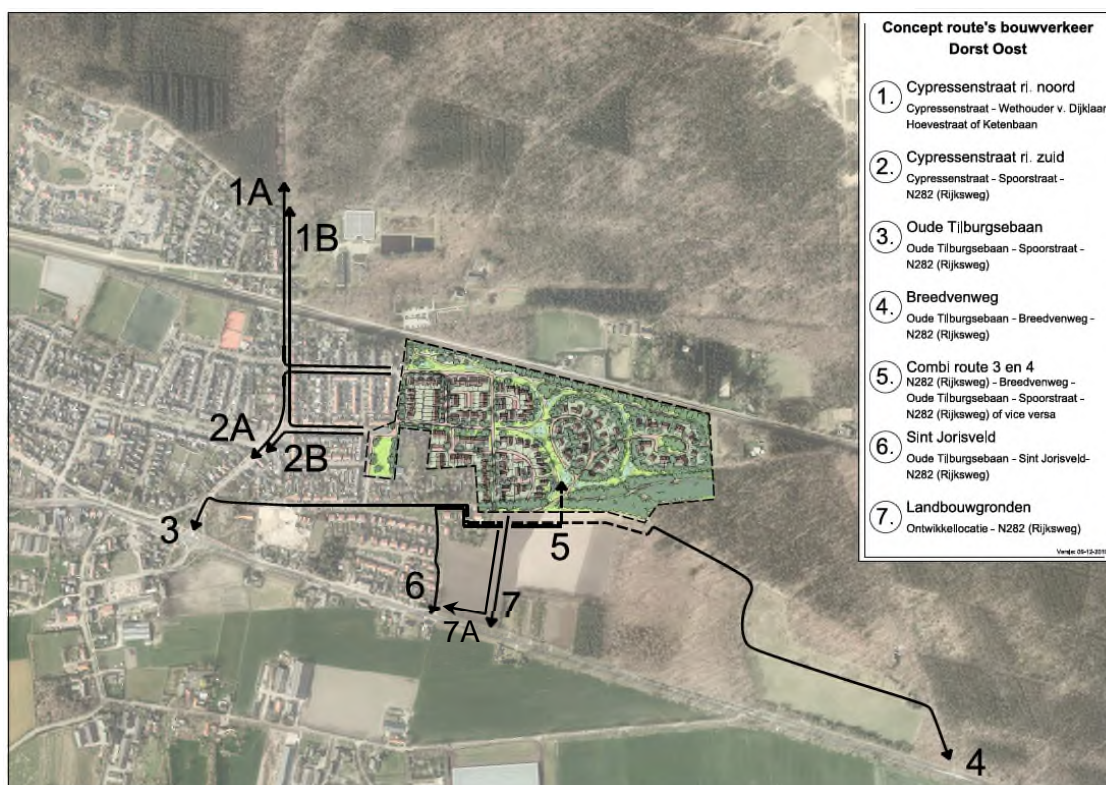 Concept route's bouwverkeer
Dorst Oost
1. Cypressenstraat ri. noord
Cypressenstraat - Wethouder v. Dijklaan
Hoevestraat of Ketenbaan
2. Cypressenstraat ri. zuid
Cypressenstraat - Spoorstraat -
N282 (Rijksweg)
3. Oude Tilburgsebaan
Oude Tilburgsebaan - Spoorstraat -
N282 (Rijksweg)
4. Breedvenweg
Oude Tilburgsebaan - Breedvenweg -
N282 (Rijksweg)
5. Combi route 3 en 4
N282 (Rijksweg) - Breedvenweg -
Oude Tilburgsebaan - Spoorstraat -
N282 (Rijksweg) of vice versa
6. Sint Jorisveld
Oude Tilburgsebaan - Sint Jorisveld-
N282 (Rijksweg)
7. Landbouwgronden
Ontwikkellocatie - N282 (Rijksweg)
1A
1B
2A
2B
3
5
6
7
7A
4